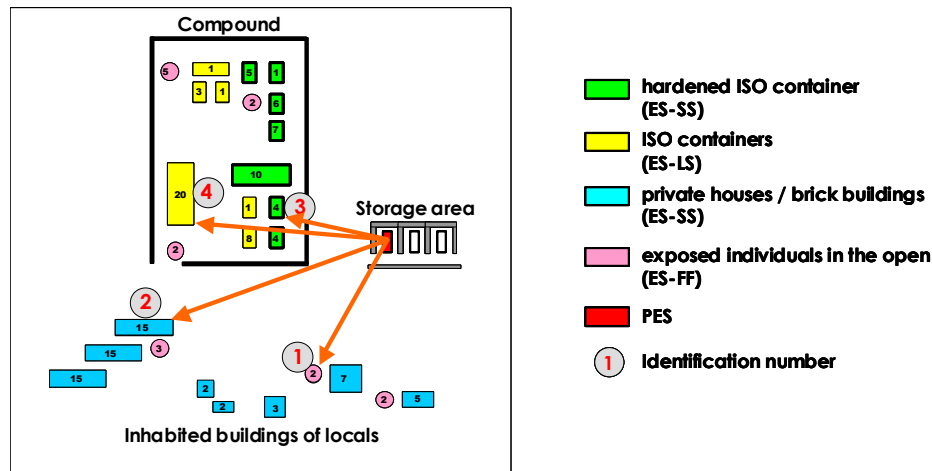 Compound
5
1
5
1
3
1
2
6
7
10
20
4
1
4
3
8
4
2
Storage area
2
15
3
15
15
1
2
7
2
2
3
2
5
Inhabited buildings of locals
hardened ISO container
(ES-SS)
ISO containers
(ES-LS)
private houses / brick buildings
(ES-SS)
exposed individuals in the open
(ES-FF)
PES
1 Identification number